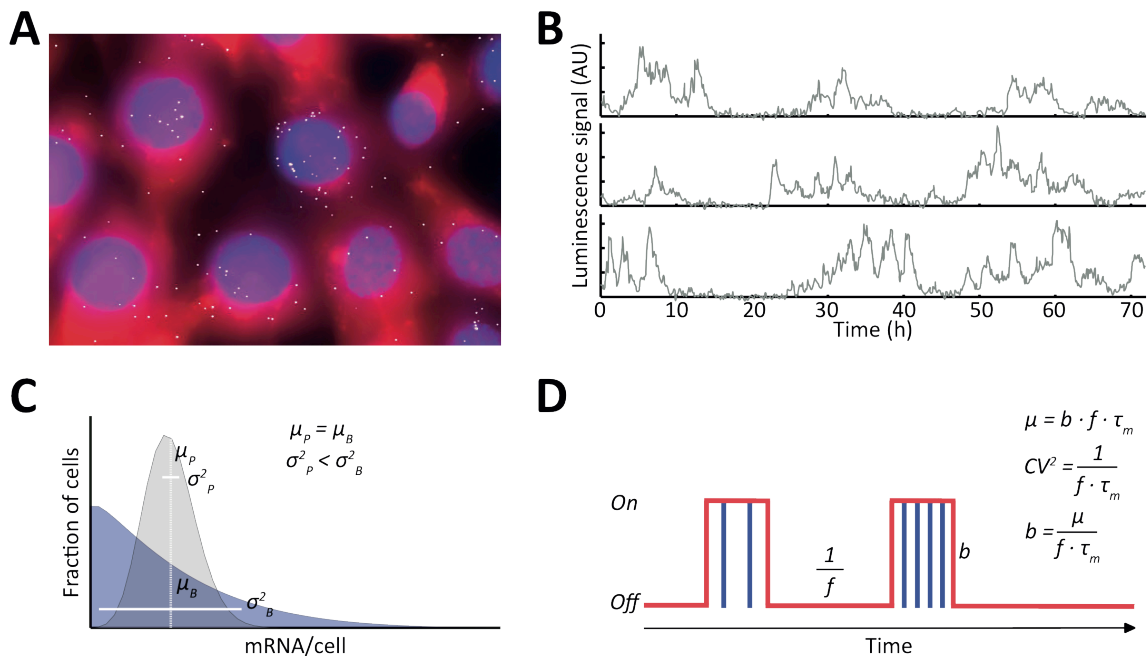 A
B
Luminescence signal (AU)
0 10 20 30 40 50 60 70
Time (h)
C
Fraction of cells
μP = μB
σ²P < σ²B
μP
σ²P
μB
σ²B
mRNA/cell
D
μ = b · f · τm
CV² = 1 / f · τm
b = μ / f · τm
On
Off
1 / f
b
Time